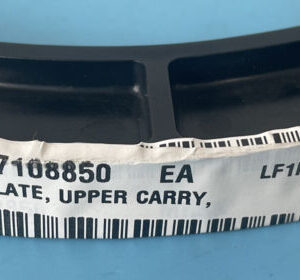 7108850 EA LF1
LATE, UPPER CARRY,